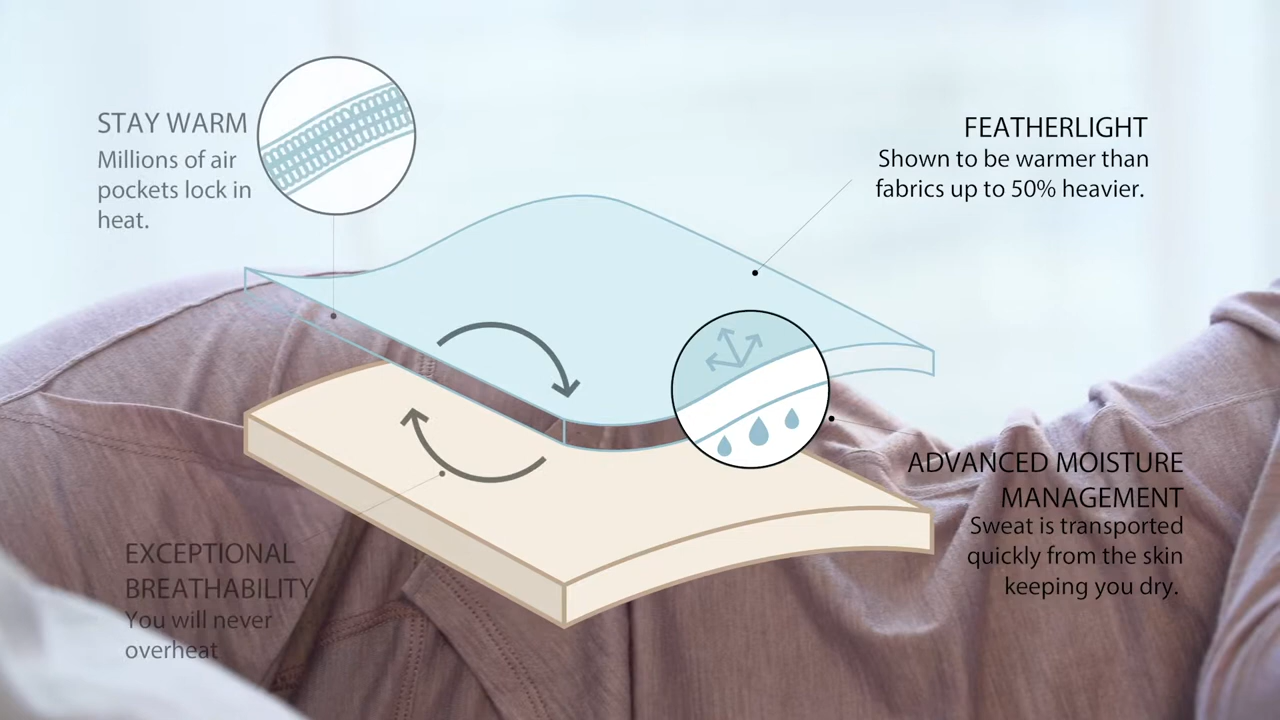 STAY WARM
Millions of air
pockets lock in
heat.
FEATHERLIGHT
Shown to be warmer than
fabrics up to 50% heavier.
ADVANCED MOISTURE
MANAGEMENT
Sweat is transported
quickly from the skin
keeping you dry.
EXCEPTIONAL
BREATHABILITY
You will never
overheat